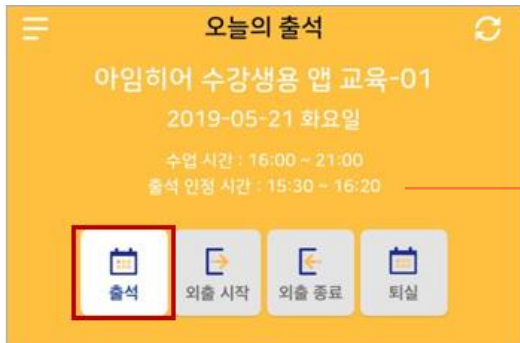 오늘의 출석
아임히어 수강생용 앱 교육-01
2019-05-21 화요일
수업 시간 : 16:00 ~ 21:00
출석 인정 시간 : 15:30 ~ 16:20
출석 외출 시작 외출 종료 퇴실